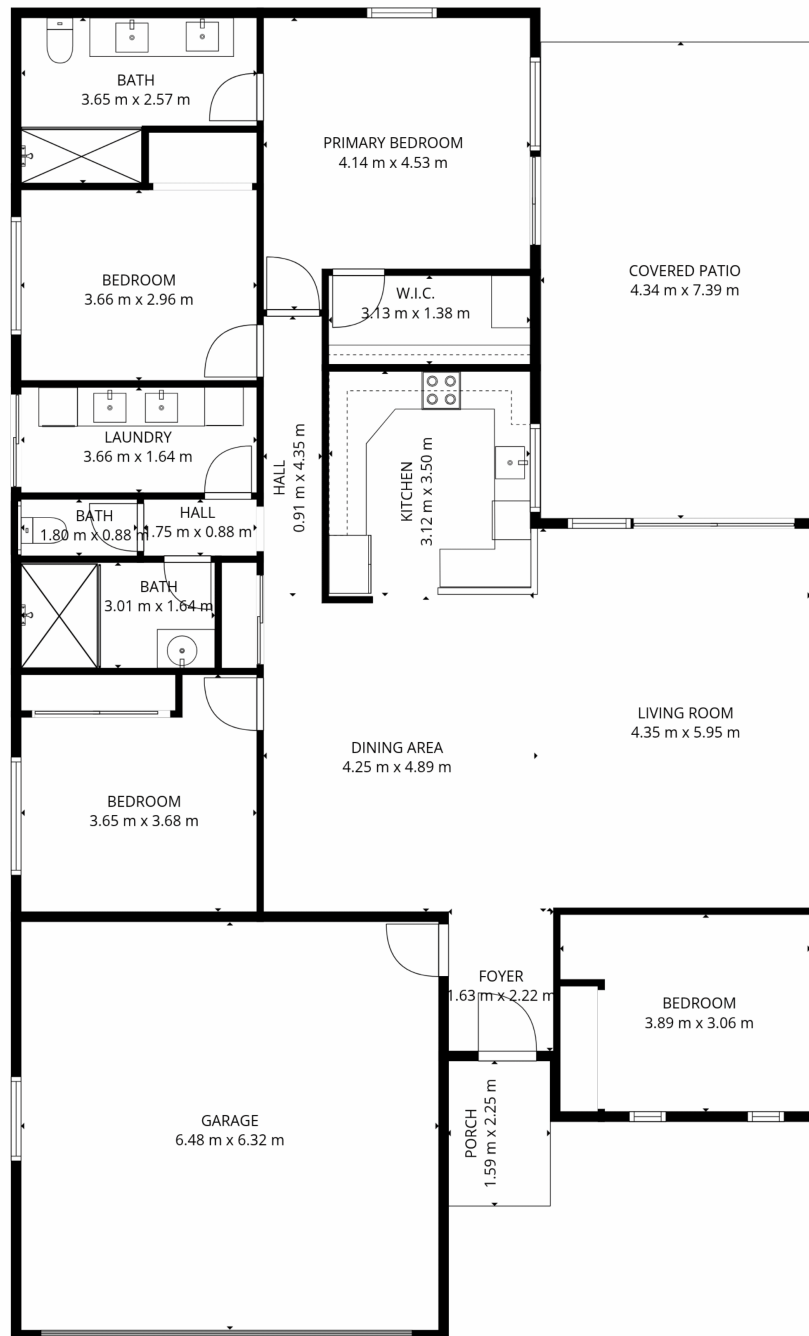 BATH
3.65 m x 2.57 m
PRIMARY BEDROOM
4.14 m x 4.53 m
COVERED PATIO
4.34 m x 7.39 m
BEDROOM
3.66 m x 2.96 m
W.I.C.
3.13 m x 1.38 m
LAUNDRY
3.66 m x 1.64 m
HALL
0.91 m x 4.35 m
KITCHEN
3.12 m x 3.50 m
BATH
1.80 m x 0.88 m
HALL
.75 m x 0.88 m
BATH
3.01 m x 1.64 m
DINING AREA
4.25 m x 4.89 m
LIVING ROOM
4.35 m x 5.95 m
BEDROOM
3.65 m x 3.68 m
FOYER
1.63 m x 2.22 m
BEDROOM
3.89 m x 3.06 m
GARAGE
6.48 m x 6.32 m
PORCH
1.59 m x 2.25 m